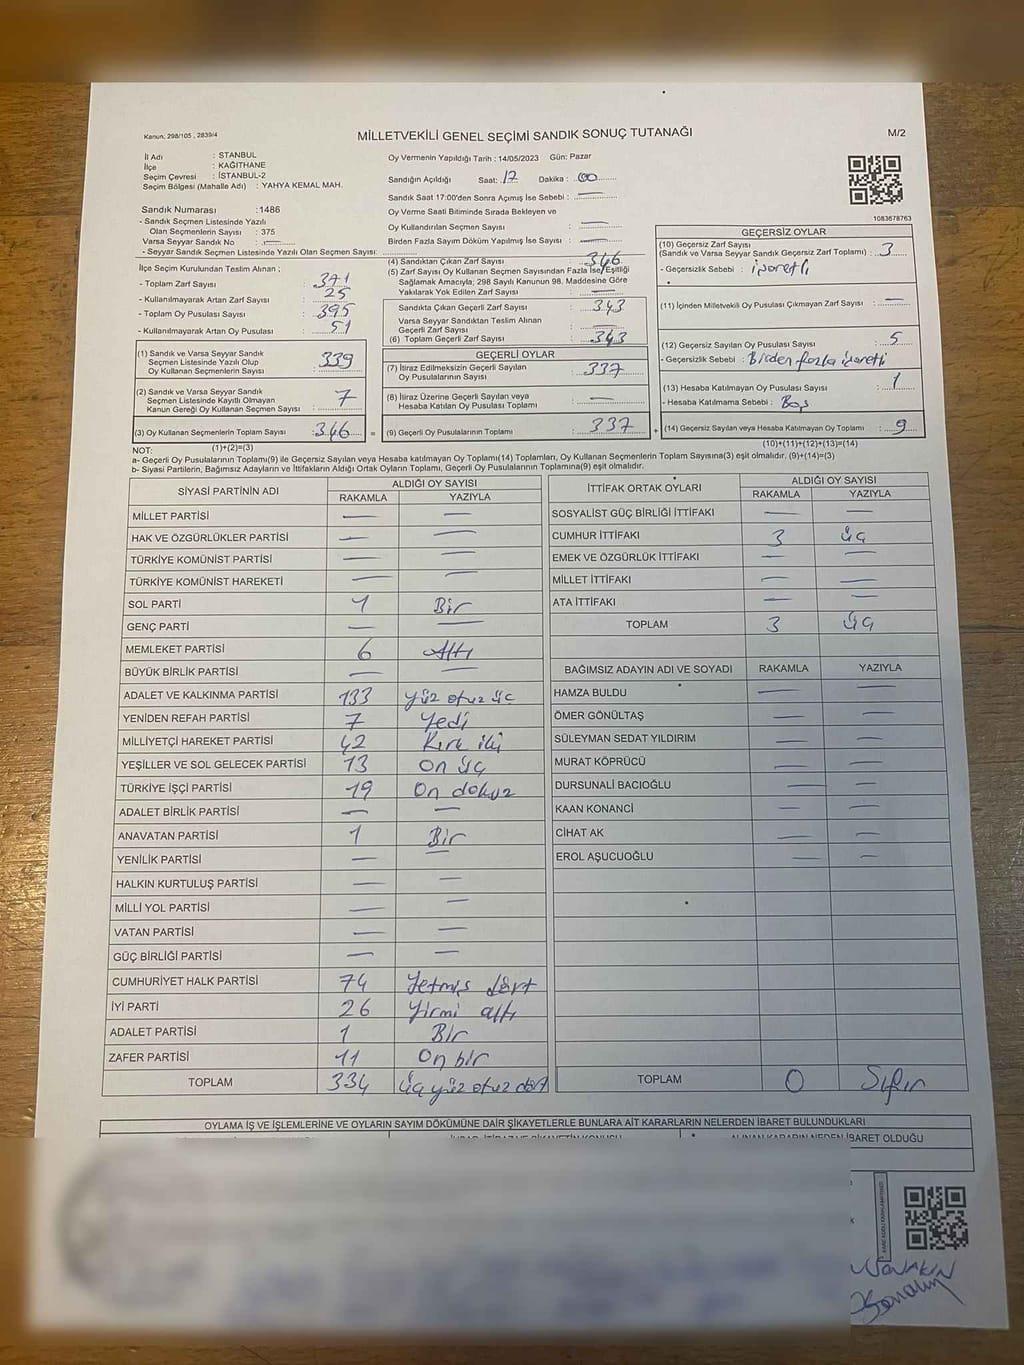 Kanun: 298/105 , 2839/4
MİLLETVEKİLİ GENEL SEÇİMİ SANDIK SONUÇ TUTANAĞI
M/2
İl Adı : STANBUL
İlçe : KAĞITHANE
Seçim Çevresi : İSTANBUL-2
Seçim Bölgesi (Mahalle Adı) : YAHYA KEMAL MAH.
Sandık Numarası : 1486
- Sandık Seçmen Listesinde Yazılı
Olan Seçmenlerin Sayısı : 375
Varsa Seyyar Sandık No : —
- Seyyar Sandık Seçmen Listesinde Yazılı Olan Seçmen Sayısı:
İlçe Seçim Kurulundan Teslim Alınan ;
- Toplam Zarf Sayısı : 371
- Kullanılmayarak Artan Zarf Sayısı : 25
- Toplam Oy Pusulası Sayısı : 395
- Kullanılmayarak Artan Oy Pusulası : 51
(1) Sandık ve Varsa Seyyar Sandık
Seçmen Listesinde Yazılı Olup
Oy Kullanan Seçmenlerin Sayısı : 339
(2) Sandık ve Varsa Seyyar Sandık
Seçmen Listesinde Kayıtlı Olmayan
Kanun Gereği Oy Kullanan Seçmen Sayısı : 7
(3) Oy Kullanan Seçmenlerin Toplam Sayısı : 346 =
(1)+(2)=(3)
Oy Vermenin Yapıldığı Tarih : 14/05/2023 Gün: Pazar
Sandığın Açıldığı Saat: 17 Dakika : 00
Sandık Saat 17:00'den Sonra Açımış İse Sebebi : —
Oy Verme Saati Bitiminde Sırada Bekleyen ve
Oy Kullandırılan Seçmen Sayısı : —
Birden Fazla Sayım Döküm Yapılmış İse Sayısı : —
(4) Sandıktan Çıkan Zarf Sayısı : 346
(5) Zarf Sayısı Oy Kullanan Seçmen Sayısından Fazla İse, Eşitliği
Sağlamak Amacıyla; 298 Sayılı Kanunun 98. Maddesine Göre
Yakılarak Yok Edilen Zarf Sayısı : —
Sandıkta Çıkan Geçerli Zarf Sayısı : 343
Varsa Seyyar Sandıktan Teslim Alınan
Geçerli Zarf Sayısı : —
(6) Toplam Geçerli Zarf Sayısı : 343
GEÇERLİ OYLAR
(7) İtiraz Edilmeksizin Geçerli Sayılan
Oy Pusulalarının Sayısı : 337
(8) İtiraz Üzerine Geçerli Sayılan veya
Hesaba Katılan Oy Pusulası Toplamı : —
(9) Geçerli Oy Pusulalarının Toplamı : 337 +
1083678763
GEÇERSİZ OYLAR
(10) Geçersiz Zarf Sayısı
(Sandık ve Varsa Seyyar Sandık Geçersiz Zarf Toplamı) : 3
- Geçersizlik Sebebi : işaretli
(11) İçinden Milletvekili Oy Pusulası Çıkmayan Zarf Sayısı : —
(12) Geçersiz Sayılan Oy Pusulası Sayısı : 5
- Geçersizlik Sebebi : Birden fazla işaretli
(13) Hesaba Katılmayan Oy Pusulası Sayısı : 1
- Hesaba Katılmama Sebebi : Boş
(14) Geçersiz Sayılan veya Hesaba Katılmayan Oy Toplamı : 9
(10)+(11)+(12)+(13)=(14)
NOT:
a- Geçerli Oy Pusulalarının Toplamı(9) ile Geçersiz Sayılan veya Hesaba katılmayan Oy Toplamı(14) Toplamları, Oy Kullanan Seçmenlerin Toplam Sayısına(3) eşit olmalıdır. (9)+(14)=(3)
b- Siyasi Partilerin, Bağımsız Adayların ve İttifakların Aldığı Ortak Oyların Toplamı, Geçerli Oy Pusulalarının Toplamına(9) eşit olmalıdır.
SİYASİ PARTİNİN ADI ALDIĞI OY SAYISI
RAKAMLA YAZIYLA
MİLLET PARTİSİ — —
HAK VE ÖZGÜRLÜKLER PARTİSİ — —
TÜRKİYE KOMÜNİST PARTİSİ — —
TÜRKİYE KOMÜNİST HAREKETİ — —
SOL PARTİ 1 Bir
GENÇ PARTİ — —
MEMLEKET PARTİSİ 6 Altı
BÜYÜK BİRLİK PARTİSİ — —
ADALET VE KALKINMA PARTİSİ 133 Yüz otuz üç
YENİDEN REFAH PARTİSİ 7 Yedi
MİLLİYETÇİ HAREKET PARTİSİ 42 Kırk iki
YEŞİLLER VE SOL GELECEK PARTİSİ 13 On üç
TÜRKİYE İŞÇİ PARTİSİ 19 On dokuz
ADALET BİRLİK PARTİSİ — —
ANAVATAN PARTİSİ 1 Bir
YENİLİK PARTİSİ — —
HALKIN KURTULUŞ PARTİSİ — —
MİLLİ YOL PARTİSİ — —
VATAN PARTİSİ — —
GÜÇ BİRLİĞİ PARTİSİ — —
CUMHURİYET HALK PARTİSİ 74 Yetmiş dört
İYİ PARTİ 26 Yirmi altı
ADALET PARTİSİ 1 Bir
ZAFER PARTİSİ 11 On bir
TOPLAM 334 Üç yüz otuz dört
İTTİFAK ORTAK OYLARI ALDIĞI OY SAYISI
RAKAMLA YAZIYLA
SOSYALİST GÜÇ BİRLİĞİ İTTİFAKI — —
CUMHUR İTTİFAKI 3 üç
EMEK VE ÖZGÜRLÜK İTTİFAKI — —
MİLLET İTTİFAKI — —
ATA İTTİFAKI — —
TOPLAM 3 üç
BAĞIMSIZ ADAYIN ADI VE SOYADI RAKAMLA YAZIYLA
HAMZA BULDU — —
ÖMER GÖNÜLTAŞ — —
SÜLEYMAN SEDAT YILDIRIM — —
MURAT KÖPRÜCÜ — —
DURSUNALİ BACIOĞLU — —
KAAN KONANCİ — —
CİHAT AK — —
EROL AŞUCUOĞLU — —
TOPLAM 0 Sıfır
OYLAMA İŞ VE İŞLEMLERİNE VE OYLARIN SAYIM DÖKÜMÜNE DAİR ŞİKAYETLERLE BUNLARA AİT KARARLARIN NELERDEN İBARET BULUNDUKLARI
ALINAN KARARIN NEDEN İBARET OLDUĞU